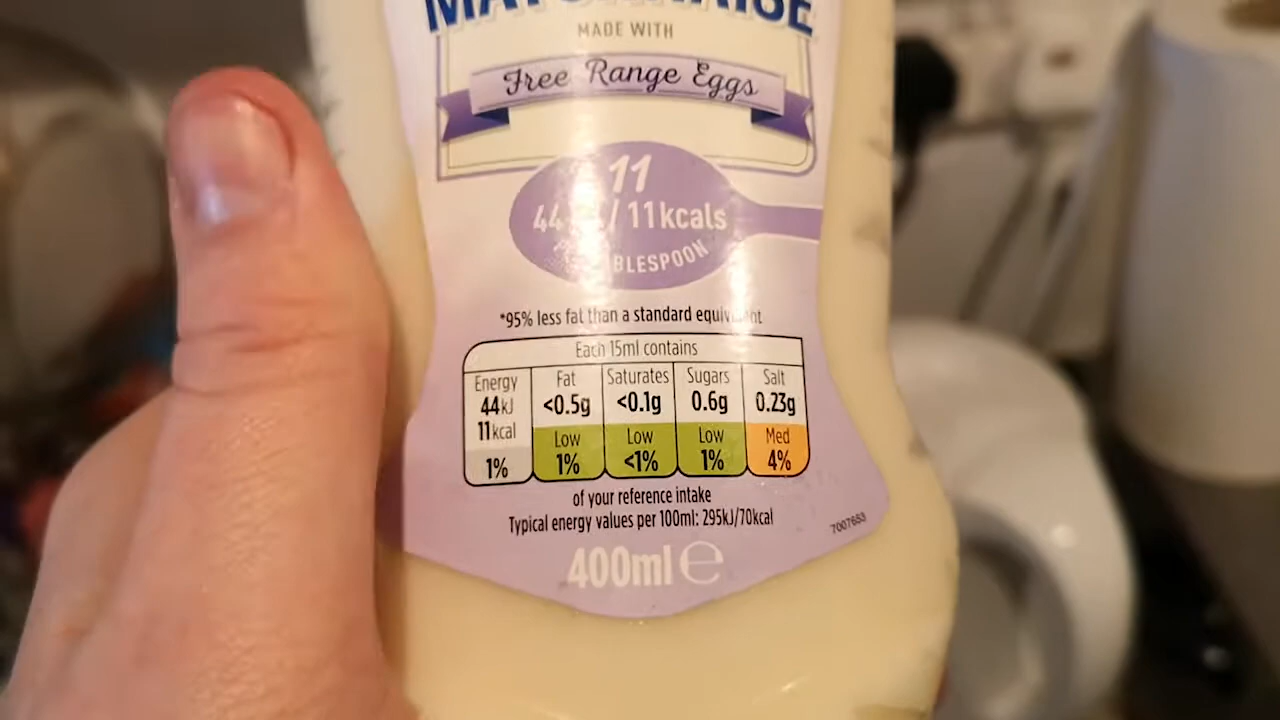 MADE WITH
Free Range Eggs
11
44 / 11kcals
*95% less fat than a standard
Each 15ml contains
Energy Fat Saturates Sugars Salt
44kJ <0.5g <0.1g 0.6g 0.23g
11kcal Low Low Low Med
1% 1% <1% 1% 4%
of your reference intake
Typical energy values per 100ml: 295kJ/70kcal
7007653
400ml e